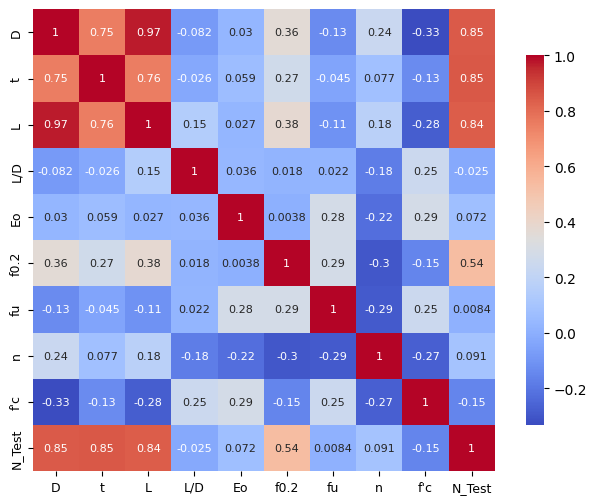 D 1 0.75 0.97 -0.082 0.03 0.36 -0.13 0.24 -0.33 0.85
t 0.75 1 0.76 -0.026 0.059 0.27 -0.045 0.077 -0.13 0.85
L 0.97 0.76 1 0.15 0.027 0.38 -0.11 0.18 -0.28 0.84
L/D -0.082 -0.026 0.15 1 0.036 0.018 0.022 -0.18 0.25 -0.025
Eo 0.03 0.059 0.027 0.036 1 0.0038 0.28 -0.22 0.29 0.072
f0.2 0.36 0.27 0.38 0.018 0.0038 1 0.29 -0.3 -0.15 0.54
fu -0.13 -0.045 -0.11 0.022 0.28 0.29 1 -0.29 0.25 0.0084
n 0.24 0.077 0.18 -0.18 -0.22 -0.3 -0.29 1 -0.27 0.091
f'c -0.33 -0.13 -0.28 0.25 0.29 -0.15 0.25 -0.27 1 -0.15
N_Test 0.85 0.85 0.84 -0.025 0.072 0.54 0.0084 0.091 -0.15 1
D t L L/D Eo f0.2 fu n f'c N_Test
1.0
0.8
0.6
0.4
0.2
0.0
−0.2